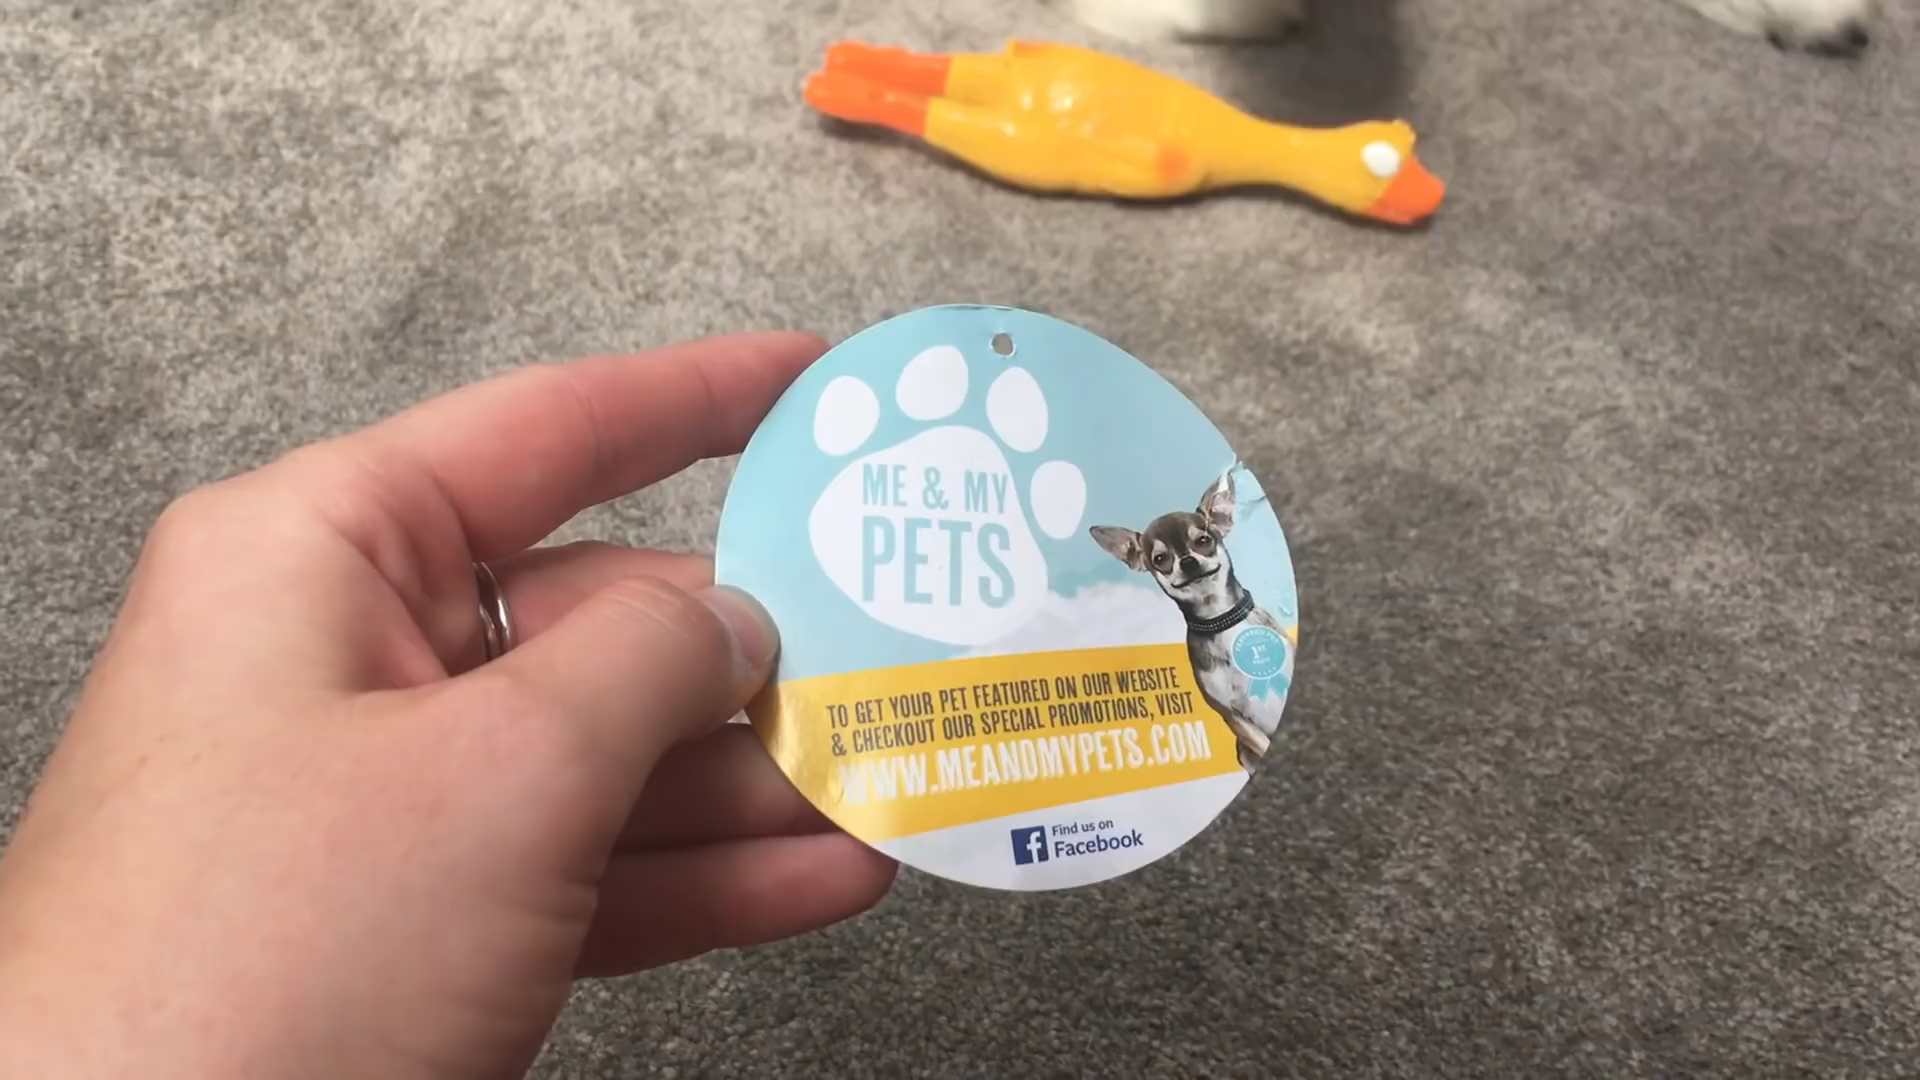 ME & MY
PETS
1ST
TO GET YOUR PET FEATURED ON OUR WEBSITE
& CHECKOUT OUR SPECIAL PROMOTIONS, VISIT
WWW.MEANDMYPETS.COM
Find us on
Facebook